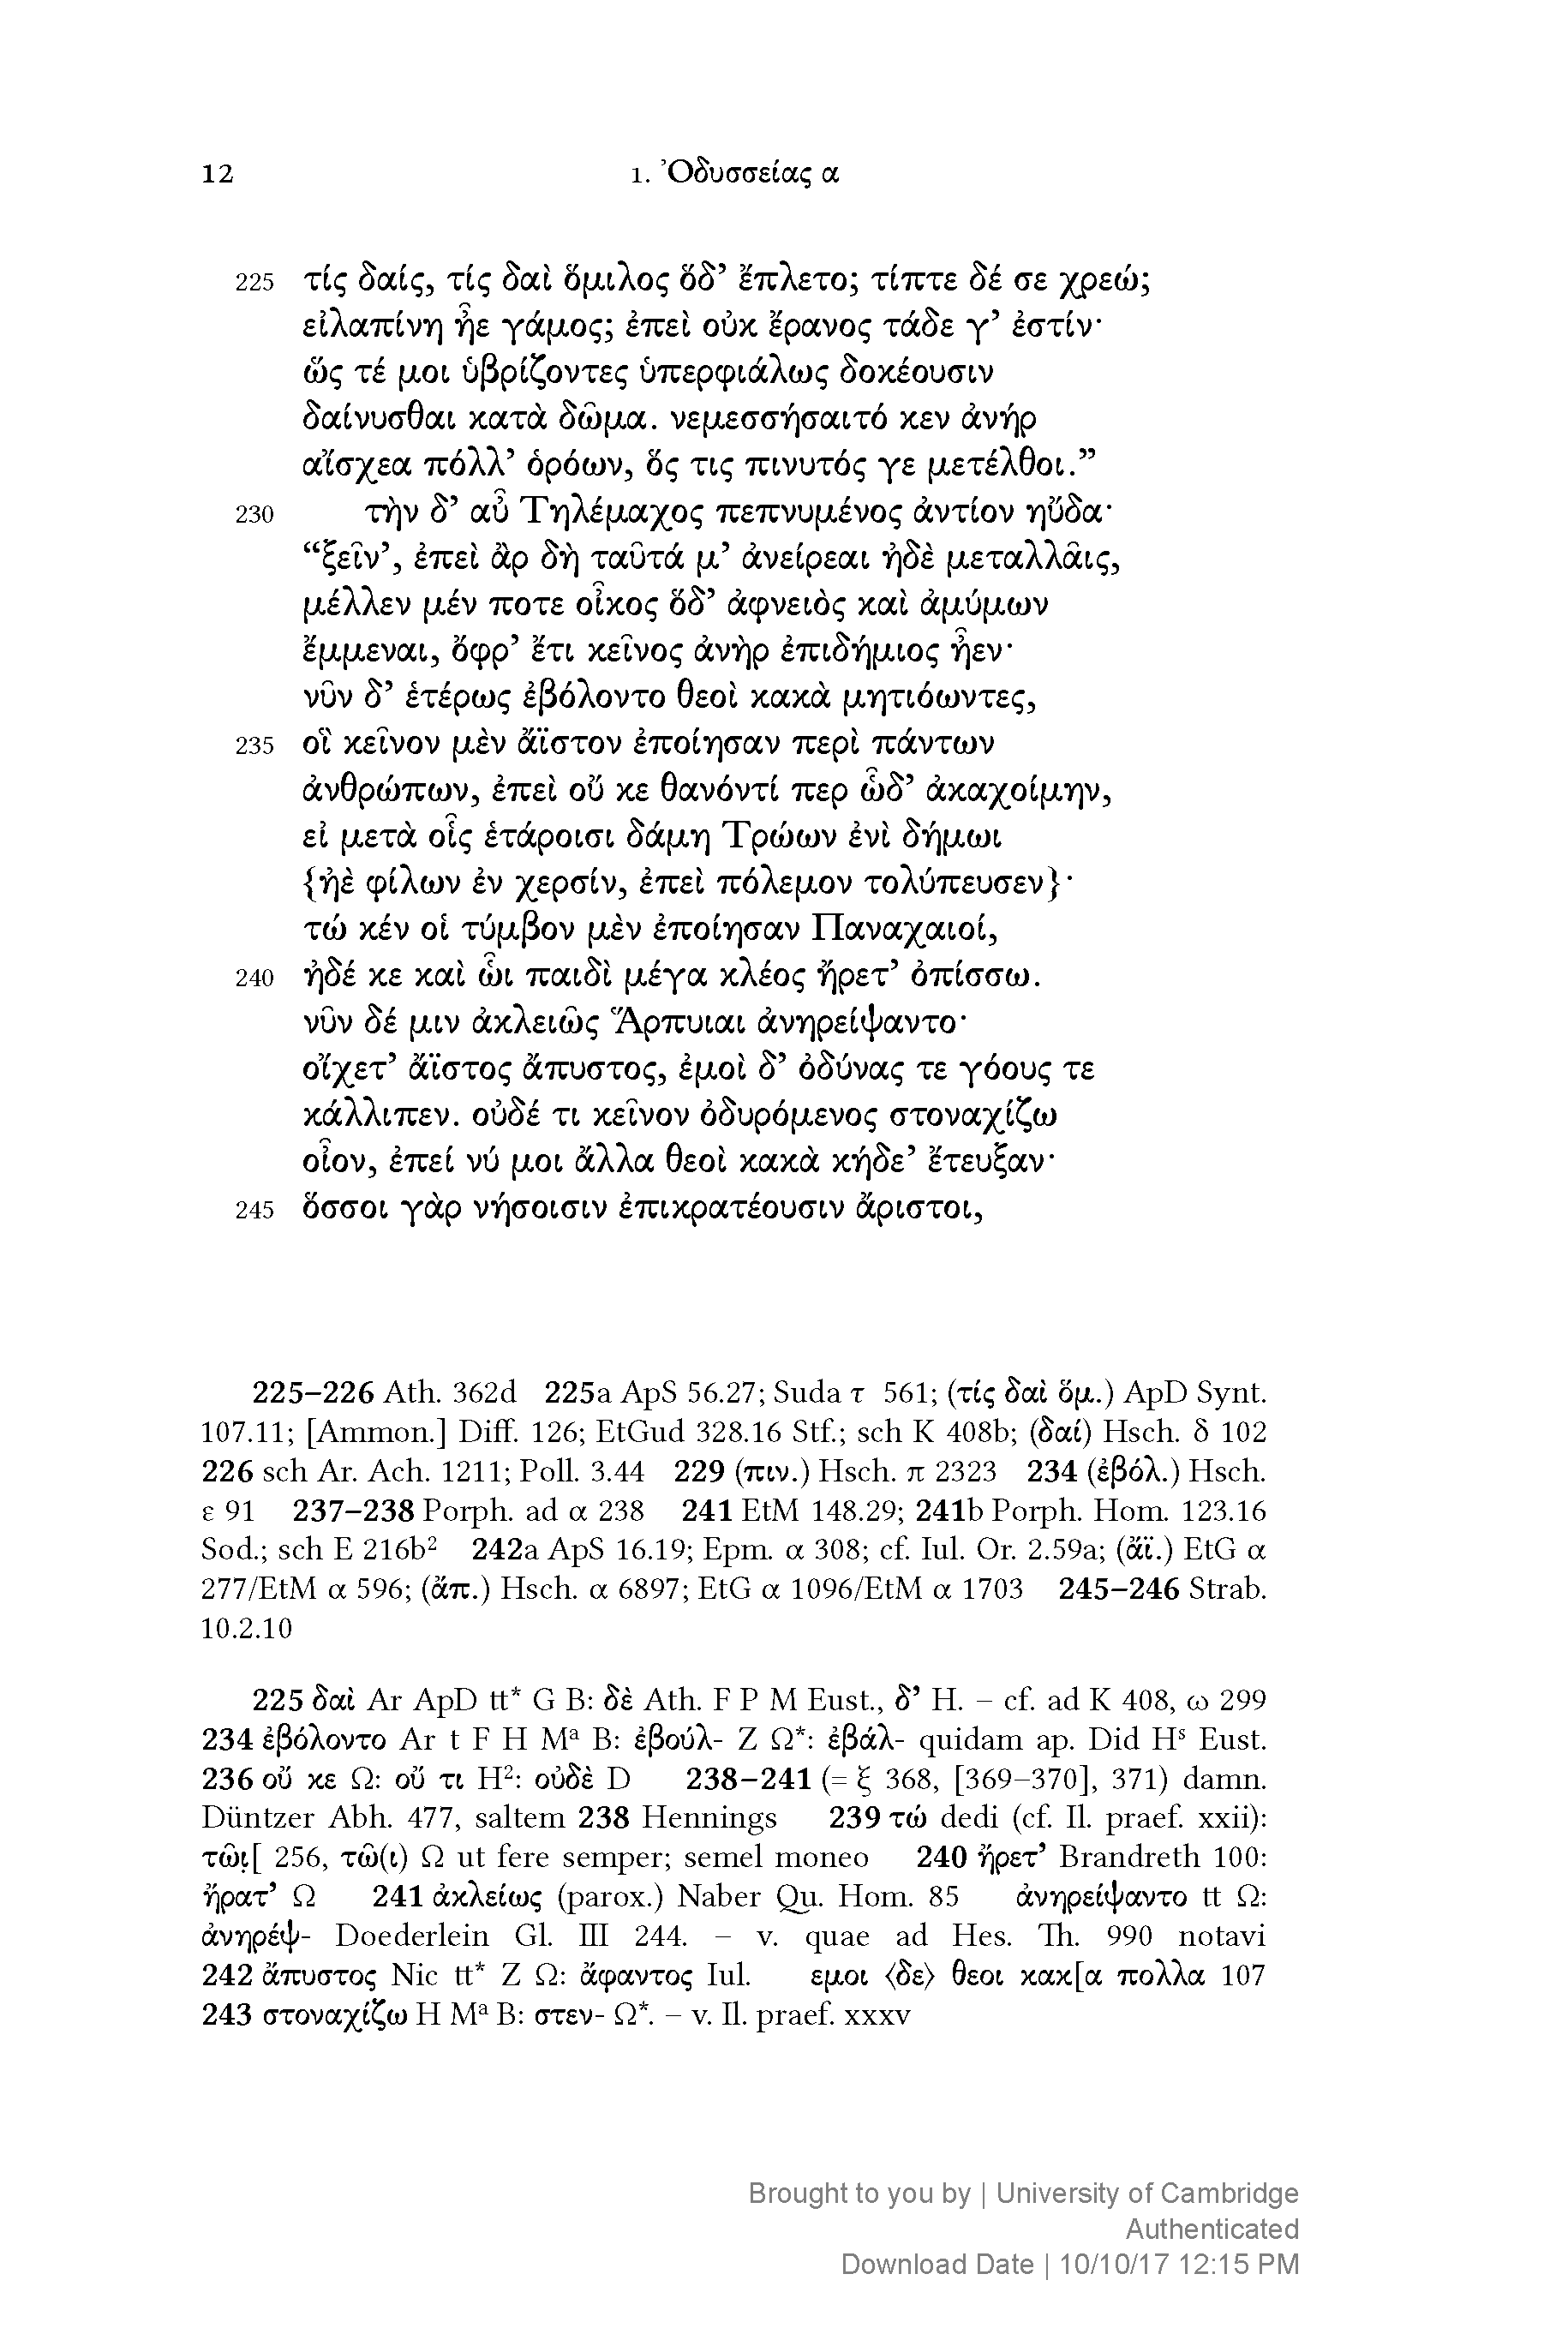 12 1. Ὀδυσσείας α
225 τίς δαίς, τίς δαὶ ὅμιλος ὅδ’ ἔπλετο; τίπτε δέ σε χρεώ;
εἰλαπίνη ἦε γάμος; ἐπεὶ οὐκ ἔρανος τάδε γ’ ἐστίν·
ὥς τέ μοι ὑβρίζοντες ὑπερφιάλως δοκέουσιν
δαίνυσθαι κατὰ δῶμα. νεμεσσήσαιτό κεν ἀνήρ
αἴσχεα πόλλ’ ὁρόων, ὅς τις πινυτός γε μετέλθοι.”
230 τὴν δ’ αὖ Τηλέμαχος πεπνυμένος ἀντίον ηὔδα·
“ξεῖν’, ἐπεὶ ἂρ δὴ ταῦτά μ’ ἀνείρεαι ἠδὲ μεταλλᾶις,
μέλλεν μέν ποτε οἶκος ὅδ’ ἀφνειὸς καὶ ἀμύμων
ἔμμεναι, ὄφρ’ ἔτι κεῖνος ἀνὴρ ἐπιδήμιος ἦεν·
νῦν δ’ ἑτέρως ἐβόλοντο θεοὶ κακὰ μητιόωντες,
235 οἳ κεῖνον μὲν ἄϊστον ἐποίησαν περὶ πάντων
ἀνθρώπων, ἐπεὶ οὔ κε θανόντί περ ὧδ’ ἀκαχοίμην,
εἰ μετὰ οἷς ἑτάροισι δάμη Τρώων ἐνὶ δήμωι
{ἠὲ φίλων ἐν χερσίν, ἐπεὶ πόλεμον τολύπευσεν}·
τώ κέν οἱ τύμβον μὲν ἐποίησαν Παναχαιοί,
240 ἠδέ κε καὶ ὧι παιδὶ μέγα κλέος ἤρετ’ ὀπίσσω.
νῦν δέ μιν ἀκλειῶς Ἅρπυιαι ἀνηρείψαντο·
οἴχετ’ ἄϊστος ἄπυστος, ἐμοὶ δ’ ὀδύνας τε γόους τε
κάλλιπεν. οὐδέ τι κεῖνον ὀδυρόμενος στοναχίζω
οἶον, ἐπεί νύ μοι ἄλλα θεοὶ κακὰ κήδε’ ἔτευξαν·
245 ὅσσοι γὰρ νήσοισιν ἐπικρατέουσιν ἄριστοι,
225–226 Ath. 362d 225a ApS 56.27; Suda τ 561; (τίς δαὶ ὅμ.) ApD Synt.
107.11; [Ammon.] Diff. 126; EtGud 328.16 Stf.; sch K 408b; (δαί) Hsch. δ 102
226 sch Ar. Ach. 1211; Poll. 3.44 229 (πιν.) Hsch. π 2323 234 (ἐβόλ.) Hsch.
ε 91 237–238 Porph. ad α 238 241 EtM 148.29; 241b Porph. Hom. 123.16
Sod.; sch E 216b² 242a ApS 16.19; Epm. α 308; cf. Iul. Or. 2.59a; (ἄϊ.) EtG α
277/EtM α 596; (ἄπ.) Hsch. α 6897; EtG α 1096/EtM α 1703 245–246 Strab.
10.2.10
225 δαὶ Ar ApD tt* G B: δὲ Ath. F P M Eust., δ’ H. – cf. ad K 408, ω 299
234 ἐβόλοντο Ar t F H Mᵃ B: ἐβούλ- Z Ω*: ἐβάλ- quidam ap. Did Hˢ Eust.
236 οὔ κε Ω: οὔ τι H²: οὐδὲ D 238–241 (= ξ 368, [369–370], 371) damn.
Düntzer Abh. 477, saltem 238 Hennings 239 τώ dedi (cf. Il. praef. xxii):
τῶι̣[ 256, τῶ(ι) Ω ut fere semper; semel moneo 240 ἤρετ’ Brandreth 100:
ἤρατ’ Ω 241 ἀκλείως (parox.) Naber Qu. Hom. 85 ἀνηρείψαντο tt Ω:
ἀνηρέψ- Doederlein Gl. III 244. – v. quae ad Hes. Th. 990 notavi
242 ἄπυστος Nic tt* Z Ω: ἄφαντος Iul. εμοι ⟨δε⟩ θεοι κακ[α πολλα 107
243 στοναχίζω H Mᵃ B: στεν- Ω*. – v. Il. praef. xxxv
Brought to you by | University of Cambridge
Authenticated
Download Date | 10/10/17 12:15 PM